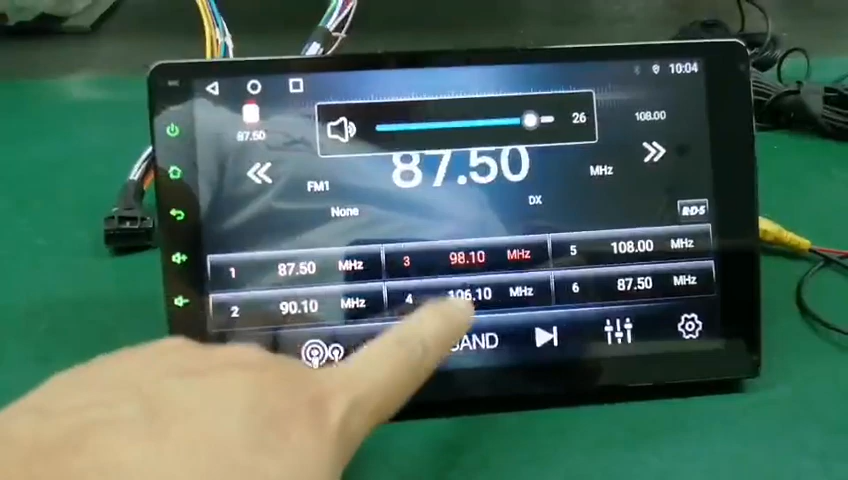 10:04
26
87.50
108.00
87.50
FM1
MHz
DX
None
RDS
1 87.50 MHz
3 98.10 MHz
5 108.00 MHz
2 90.10 MHz
4 106.10 MHz
6 87.50 MHz
BAND